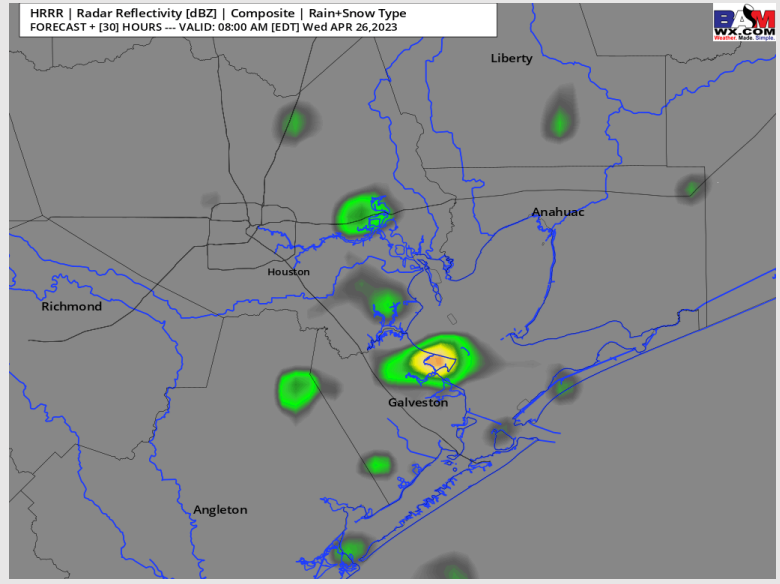 HRRR | Radar Reflectivity [dBZ] | Composite | Rain+Snow Type
FORECAST + [30] HOURS --- VALID: 08:00 AM [EDT] Wed APR 26,2023
BAM
WX.COM
Weather. Made. Simple.
Liberty
Anahuac
Houston
Richmond
Galveston
Angleton